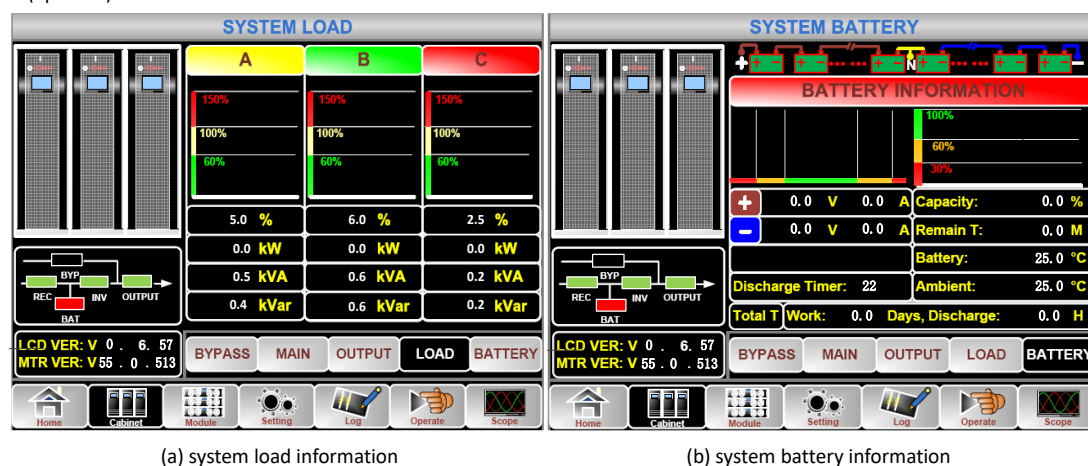 SYSTEM LOAD
A B C
150% 150% 150%
100% 100% 100%
60% 60% 60%
5.0 % 6.0 % 2.5 %
0.0 kW 0.0 kW 0.0 kW
0.5 kVA 0.6 kVA 0.2 kVA
0.4 kVar 0.6 kVar 0.2 kVar
BYP
REC INV OUTPUT
BAT
LCD VER: V 0 . 6. 57
MTR VER: V 55 . 0 . 513
BYPASS MAIN OUTPUT LOAD BATTERY
Home Cabinet Module Setting Log Operate Scope
(a) system load information
SYSTEM BATTERY
+ + - + - ... ... + - N + - ... ... + - + - -
BATTERY INFORMATION
100%
60%
30%
+ 0.0 V 0.0 A Capacity: 0.0 %
- 0.0 V 0.0 A Remain T: 0.0 M
Battery: 25.0 °C
Discharge Timer: 22 Ambient: 25.0 °C
Total T Work: 0.0 Days, Discharge: 0.0 H
BYP
REC INV OUTPUT
BAT
LCD VER: V 0 . 6. 57
MTR VER: V 55 . 0 . 513
BYPASS MAIN OUTPUT LOAD BATTERY
Home Cabinet Module Setting Log Operate Scope
(b) system battery information